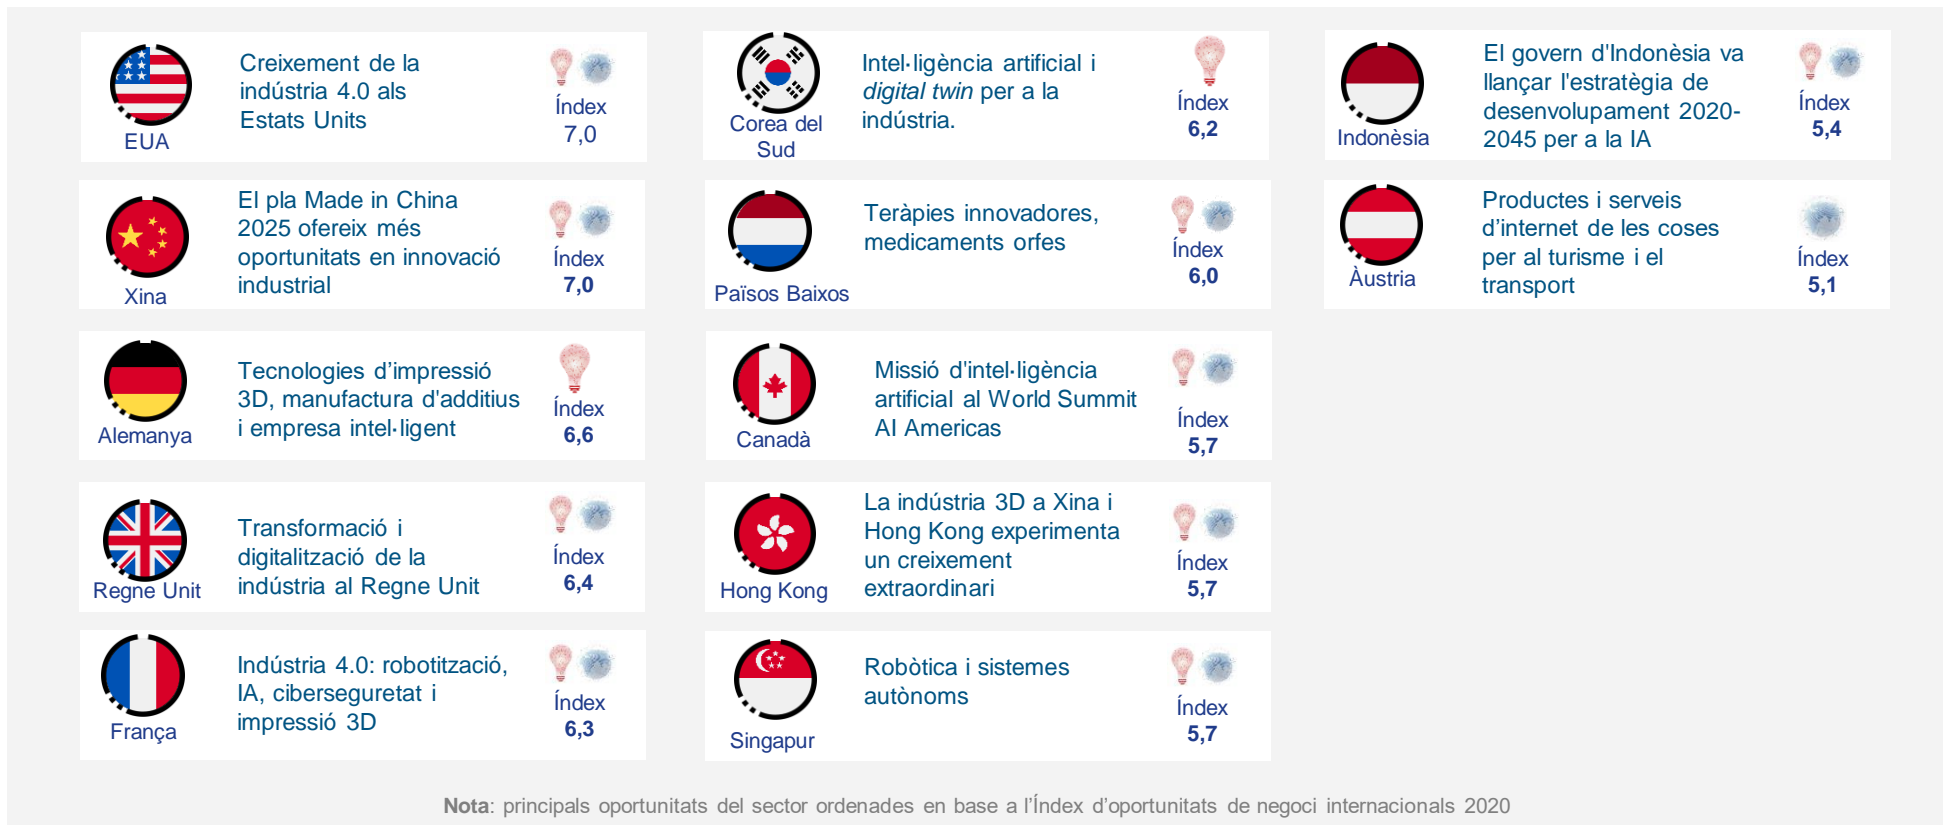 EUA
Creixement de la
indústria 4.0 als
Estats Units
Índex
7,0
Xina
El pla Made in China
2025 ofereix més
oportunitats en innovació
industrial
Índex
7,0
Alemanya
Tecnologies d’impressió
3D, manufactura d'additius
i empresa intel·ligent
Índex
6,6
Regne Unit
Transformació i
digitalització de la
indústria al Regne Unit
Índex
6,4
França
Indústria 4.0: robotització,
IA, ciberseguretat i
impressió 3D
Índex
6,3
Corea del
Sud
Intel·ligència artificial i
digital twin per a la
indústria.
Índex
6,2
Països Baixos
Teràpies innovadores,
medicaments orfes
Índex
6,0
Canadà
Missió d'intel·ligència
artificial al World Summit
AI Americas
Índex
5,7
Hong Kong
La indústria 3D a Xina i
Hong Kong experimenta
un creixement
extraordinari
Índex
5,7
Singapur
Robòtica i sistemes
autònoms
Índex
5,7
Indonèsia
El govern d'Indonèsia va
llançar l'estratègia de
desenvolupament 2020-
2045 per a la IA
Índex
5,4
Àustria
Productes i serveis
d’internet de les coses
per al turisme i el
transport
Índex
5,1
Nota: principals oportunitats del sector ordenades en base a l’Índex d’oportunitats de negoci internacionals 2020